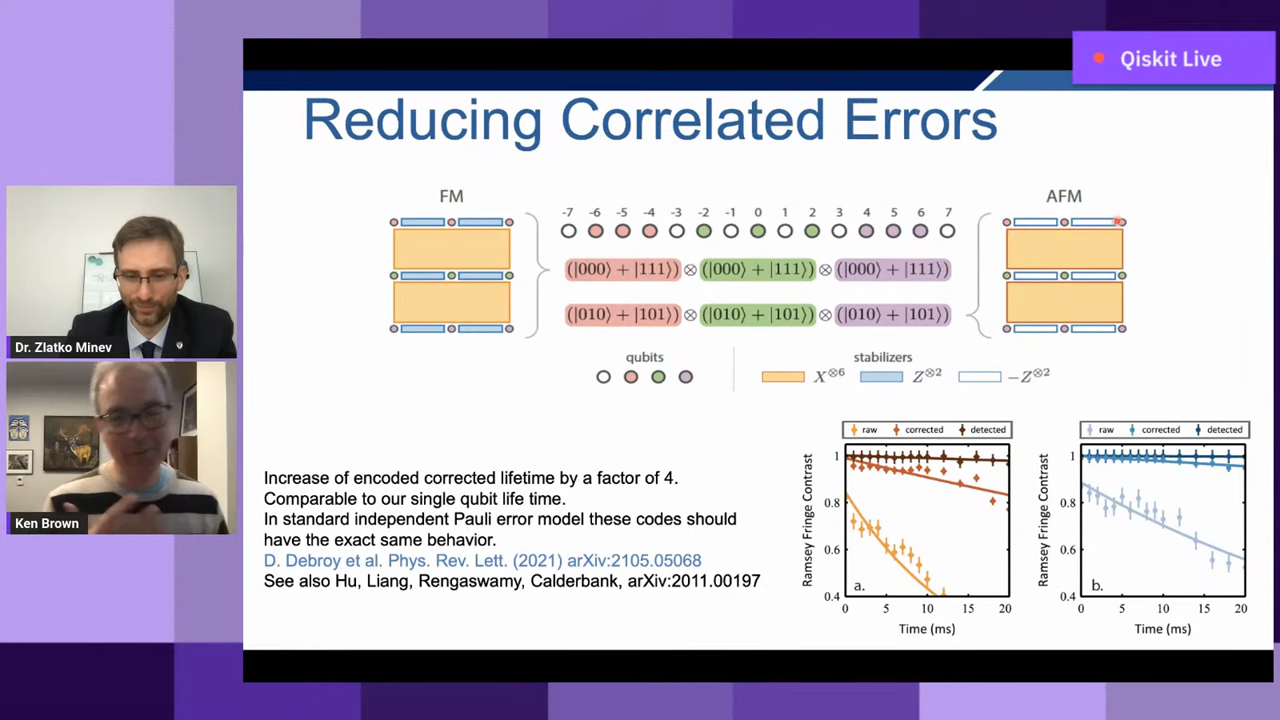 Qiskit Live
Reducing Correlated Errors
FM
AFM
-7 -6 -5 -4 -3 -2 -1 0 1 2 3 4 5 6 7
(|000⟩ + |111⟩) ⊗ (|000⟩ + |111⟩) ⊗ (|000⟩ + |111⟩)
(|010⟩ + |101⟩) ⊗ (|010⟩ + |101⟩) ⊗ (|010⟩ + |101⟩)
qubits
stabilizers
X⊗6 Z⊗2 −Z⊗2
Dr. Zlatko Minev
Ken Brown
Increase of encoded corrected lifetime by a factor of 4.
Comparable to our single qubit life time.
In standard independent Pauli error model these codes should
have the exact same behavior.
D. Debroy et al. Phys. Rev. Lett. (2021) arXiv:2105.05068
See also Hu, Liang, Rengaswamy, Calderbank, arXiv:2011.00197
raw corrected detected
Ramsey Fringe Contrast
1
0.8
0.6
0.4
a.
0 5 10 15 20
Time (ms)
raw corrected detected
Ramsey Fringe Contrast
1
0.8
0.6
0.4
b.
0 5 10 15 20
Time (ms)